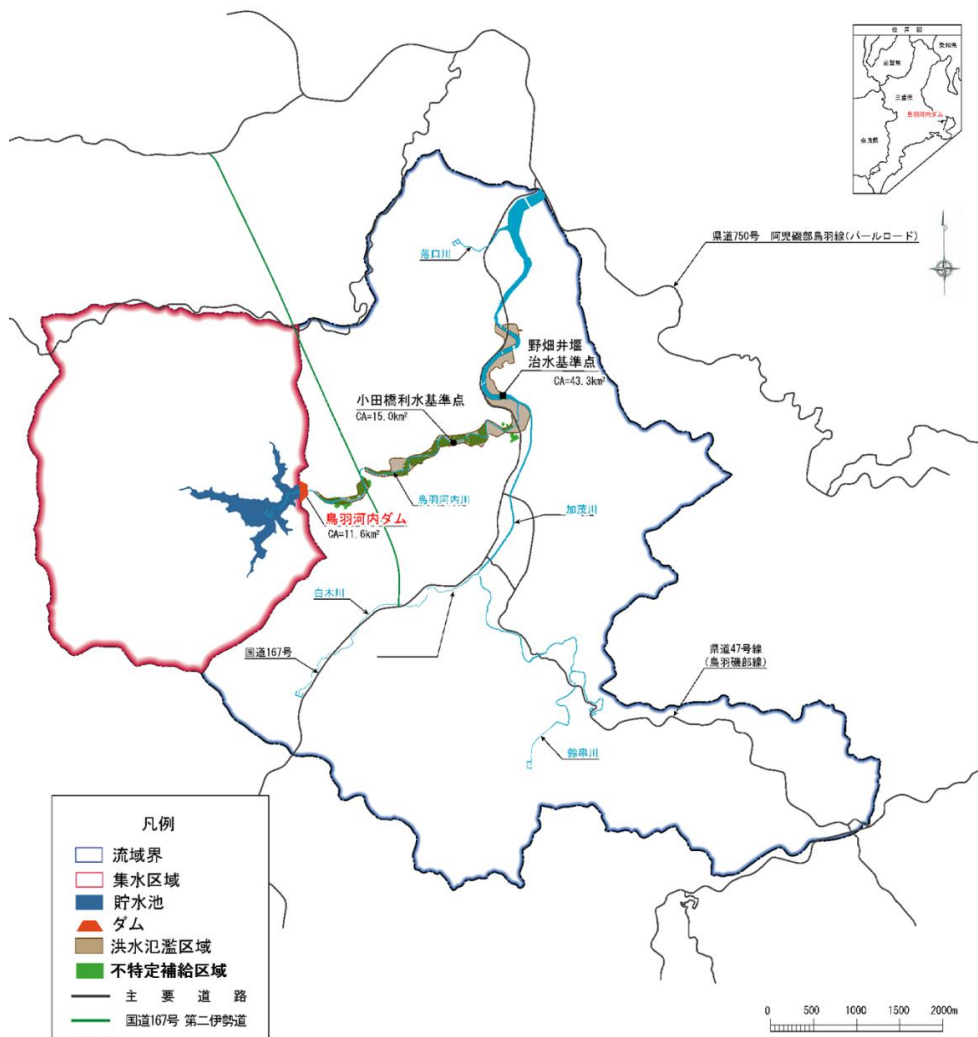 位置図
愛知県
滋賀県
三重県
鳥羽河内ダム
奈良県
県道750号 阿児磯部鳥羽線(パールロード)
落口川
野畑井堰
治水基準点
CA=43.3km²
小田橋利水基準点
CA=15.0km²
鳥羽河内川
鳥羽河内ダム
CA=11.6km²
加茂川
白木川
国道167号
県道47号線
(鳥羽磯部線)
鈴串川
凡例
流域界
集水区域
貯水池
ダム
洪水氾濫区域
不特定補給区域
主 要 道 路
国道167号 第二伊勢道
0 500 1000 1500 2000m